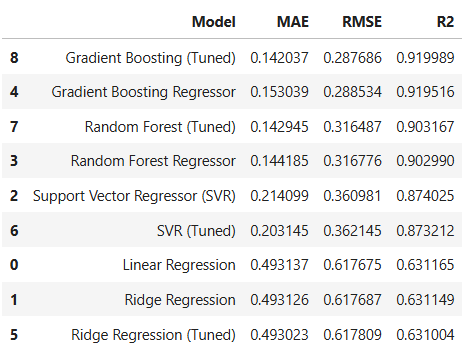 Model MAE RMSE R2
8 Gradient Boosting (Tuned) 0.142037 0.287686 0.919989
4 Gradient Boosting Regressor 0.153039 0.288534 0.919516
7 Random Forest (Tuned) 0.142945 0.316487 0.903167
3 Random Forest Regressor 0.144185 0.316776 0.902990
2 Support Vector Regressor (SVR) 0.214099 0.360981 0.874025
6 SVR (Tuned) 0.203145 0.362145 0.873212
0 Linear Regression 0.493137 0.617675 0.631165
1 Ridge Regression 0.493126 0.617687 0.631149
5 Ridge Regression (Tuned) 0.493023 0.617809 0.631004